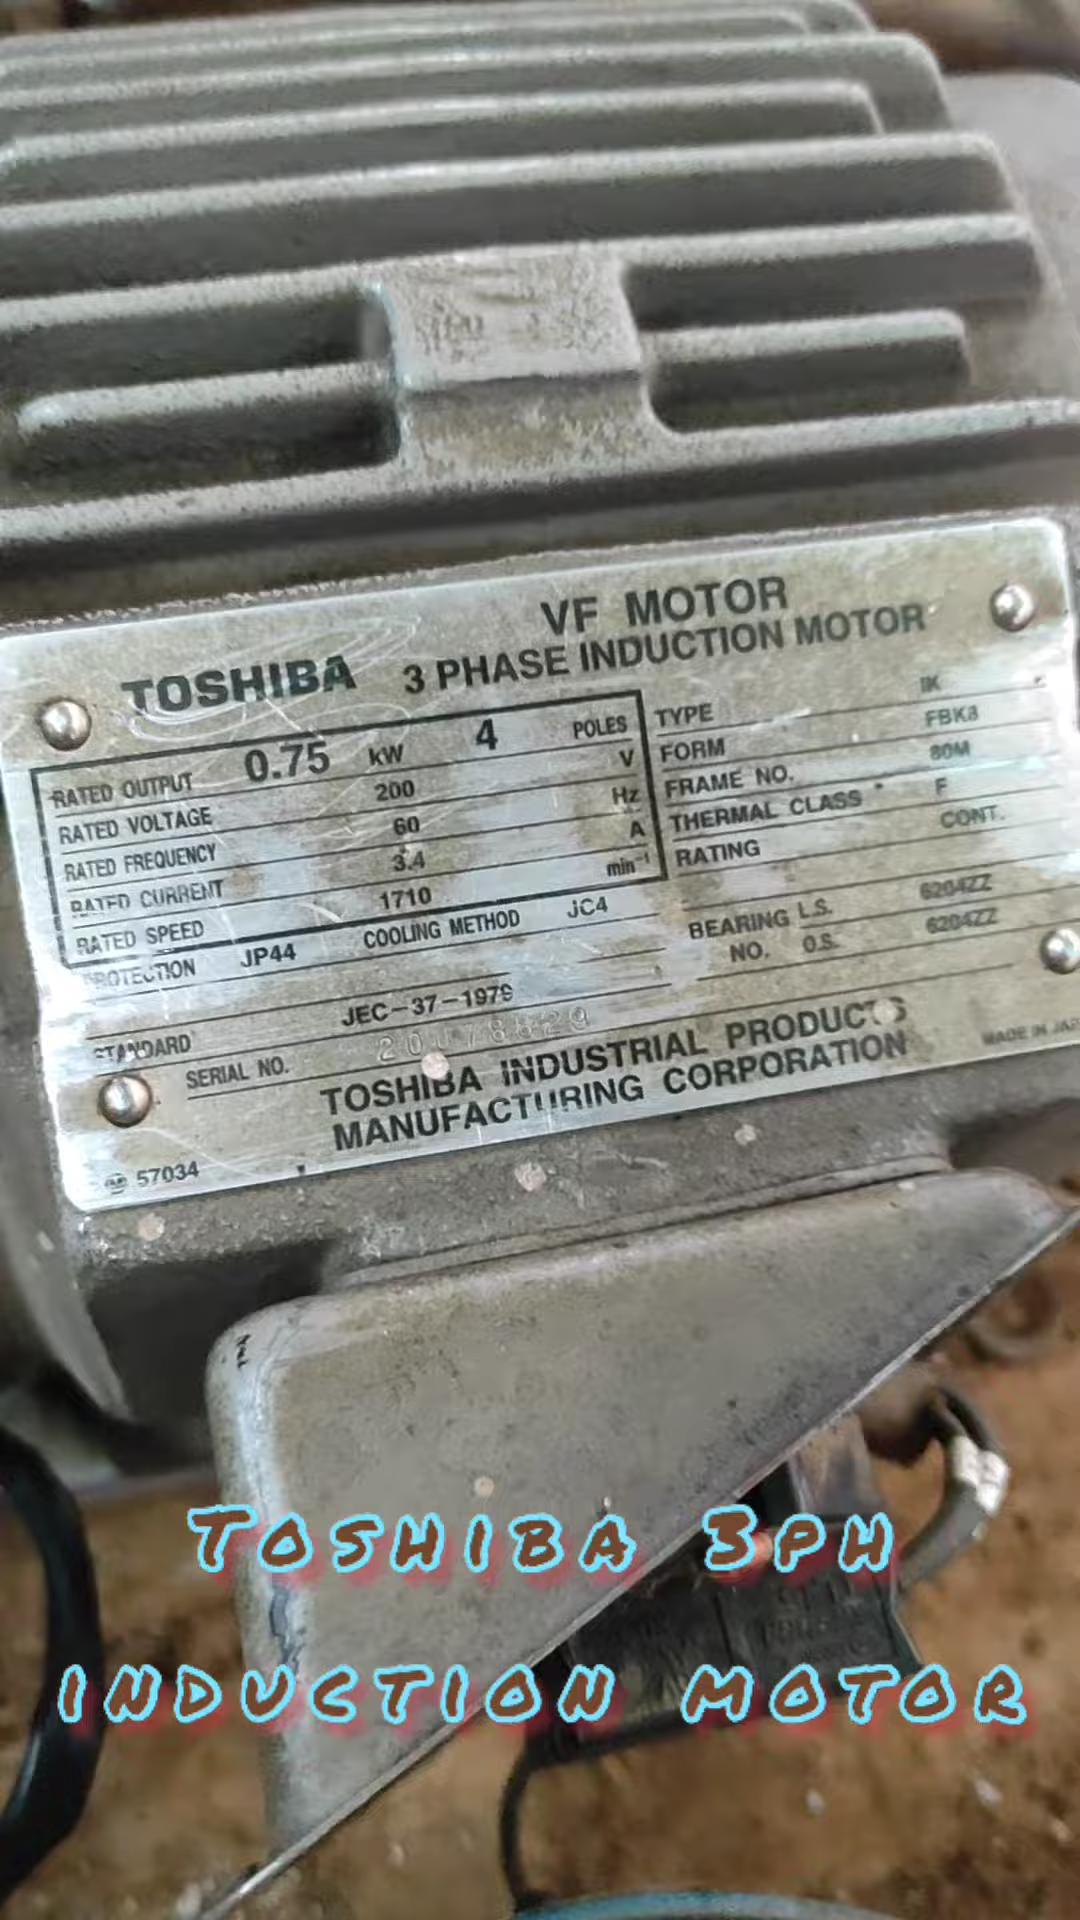 VF MOTOR
TOSHIBA 3 PHASE INDUCTION MOTOR
RATED OUTPUT 0.75 kW 4 POLES
RATED VOLTAGE 200 V
RATED FREQUENCY 60 Hz
RATED CURRENT 3.4 A
RATED SPEED 1710 min⁻¹
PROTECTION JP44 COOLING METHOD JC4
STANDARD JEC-37-1979
SERIAL NO.
TYPE IK
FORM FBK8
FRAME NO. 80M
THERMAL CLASS F
RATING CONT.
BEARING L.S. 6204ZZ
NO. O.S. 6204ZZ
TOSHIBA INDUSTRIAL PRODUCTS
MANUFACTURING CORPORATION
MADE IN
57034
TOSHIBA 3PH
INDUCTION MOTOR